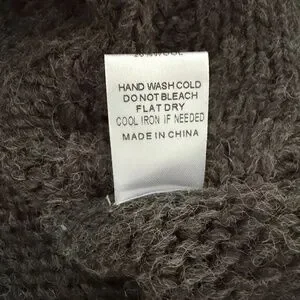 HAND WASH COLD
DO NOT BLEACH
FLAT DRY
COOL IRON IF NEEDED
MADE IN CHINA